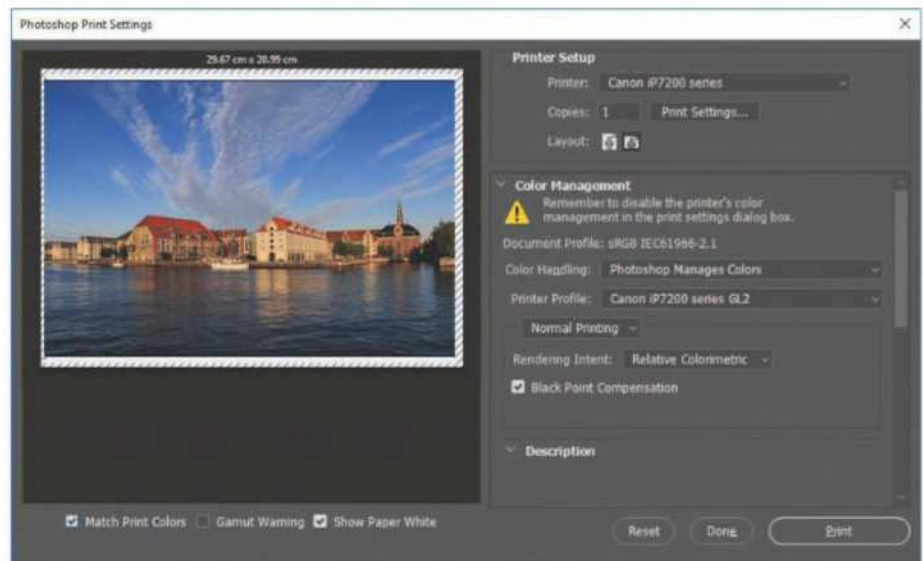 Photoshop Print Settings
29.67 cm x 20.99 cm
Printer Setup
Printer: Canon iP7200 series
Copies: 1 Print Settings...
Layout:
Color Management
Remember to disable the printer's color
management in the print settings dialog box.
Document Profile: sRGB IEC61966-2.1
Color Handling: Photoshop Manages Colors
Printer Profile: Canon iP7200 series GL2
Normal Printing
Rendering Intent: Relative Colorimetric
Black Point Compensation
Description
Match Print Colors Gamut Warning Show Paper White
Reset Done Print